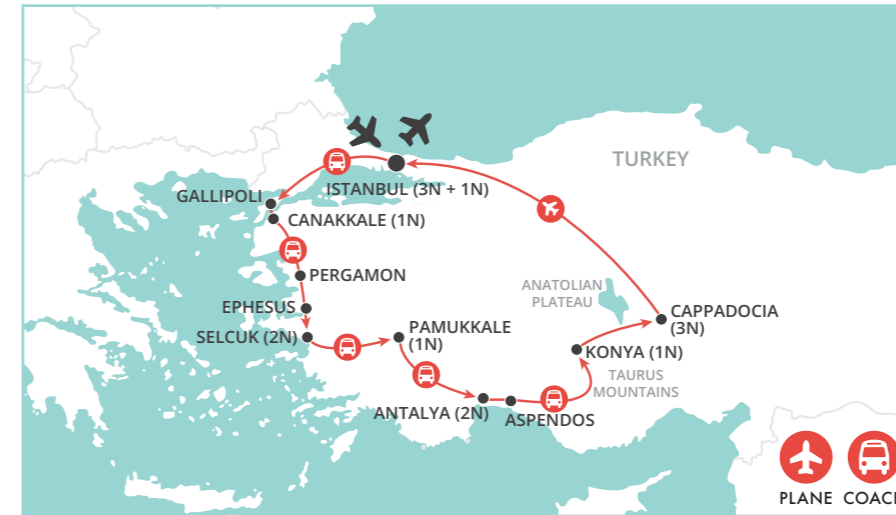 TURKEY
ISTANBUL (3N + 1N)
GALLIPOLI
CANAKKALE (1N)
PERGAMON
EPHESUS
SELCUK (2N)
PAMUKKALE
(1N)
ANTALYA (2N)
ASPENDOS
TAURUS
MOUNTAINS
KONYA (1N)
ANATOLIAN
PLATEAU
CAPPADOCIA
(3N)
PLANE
COACH